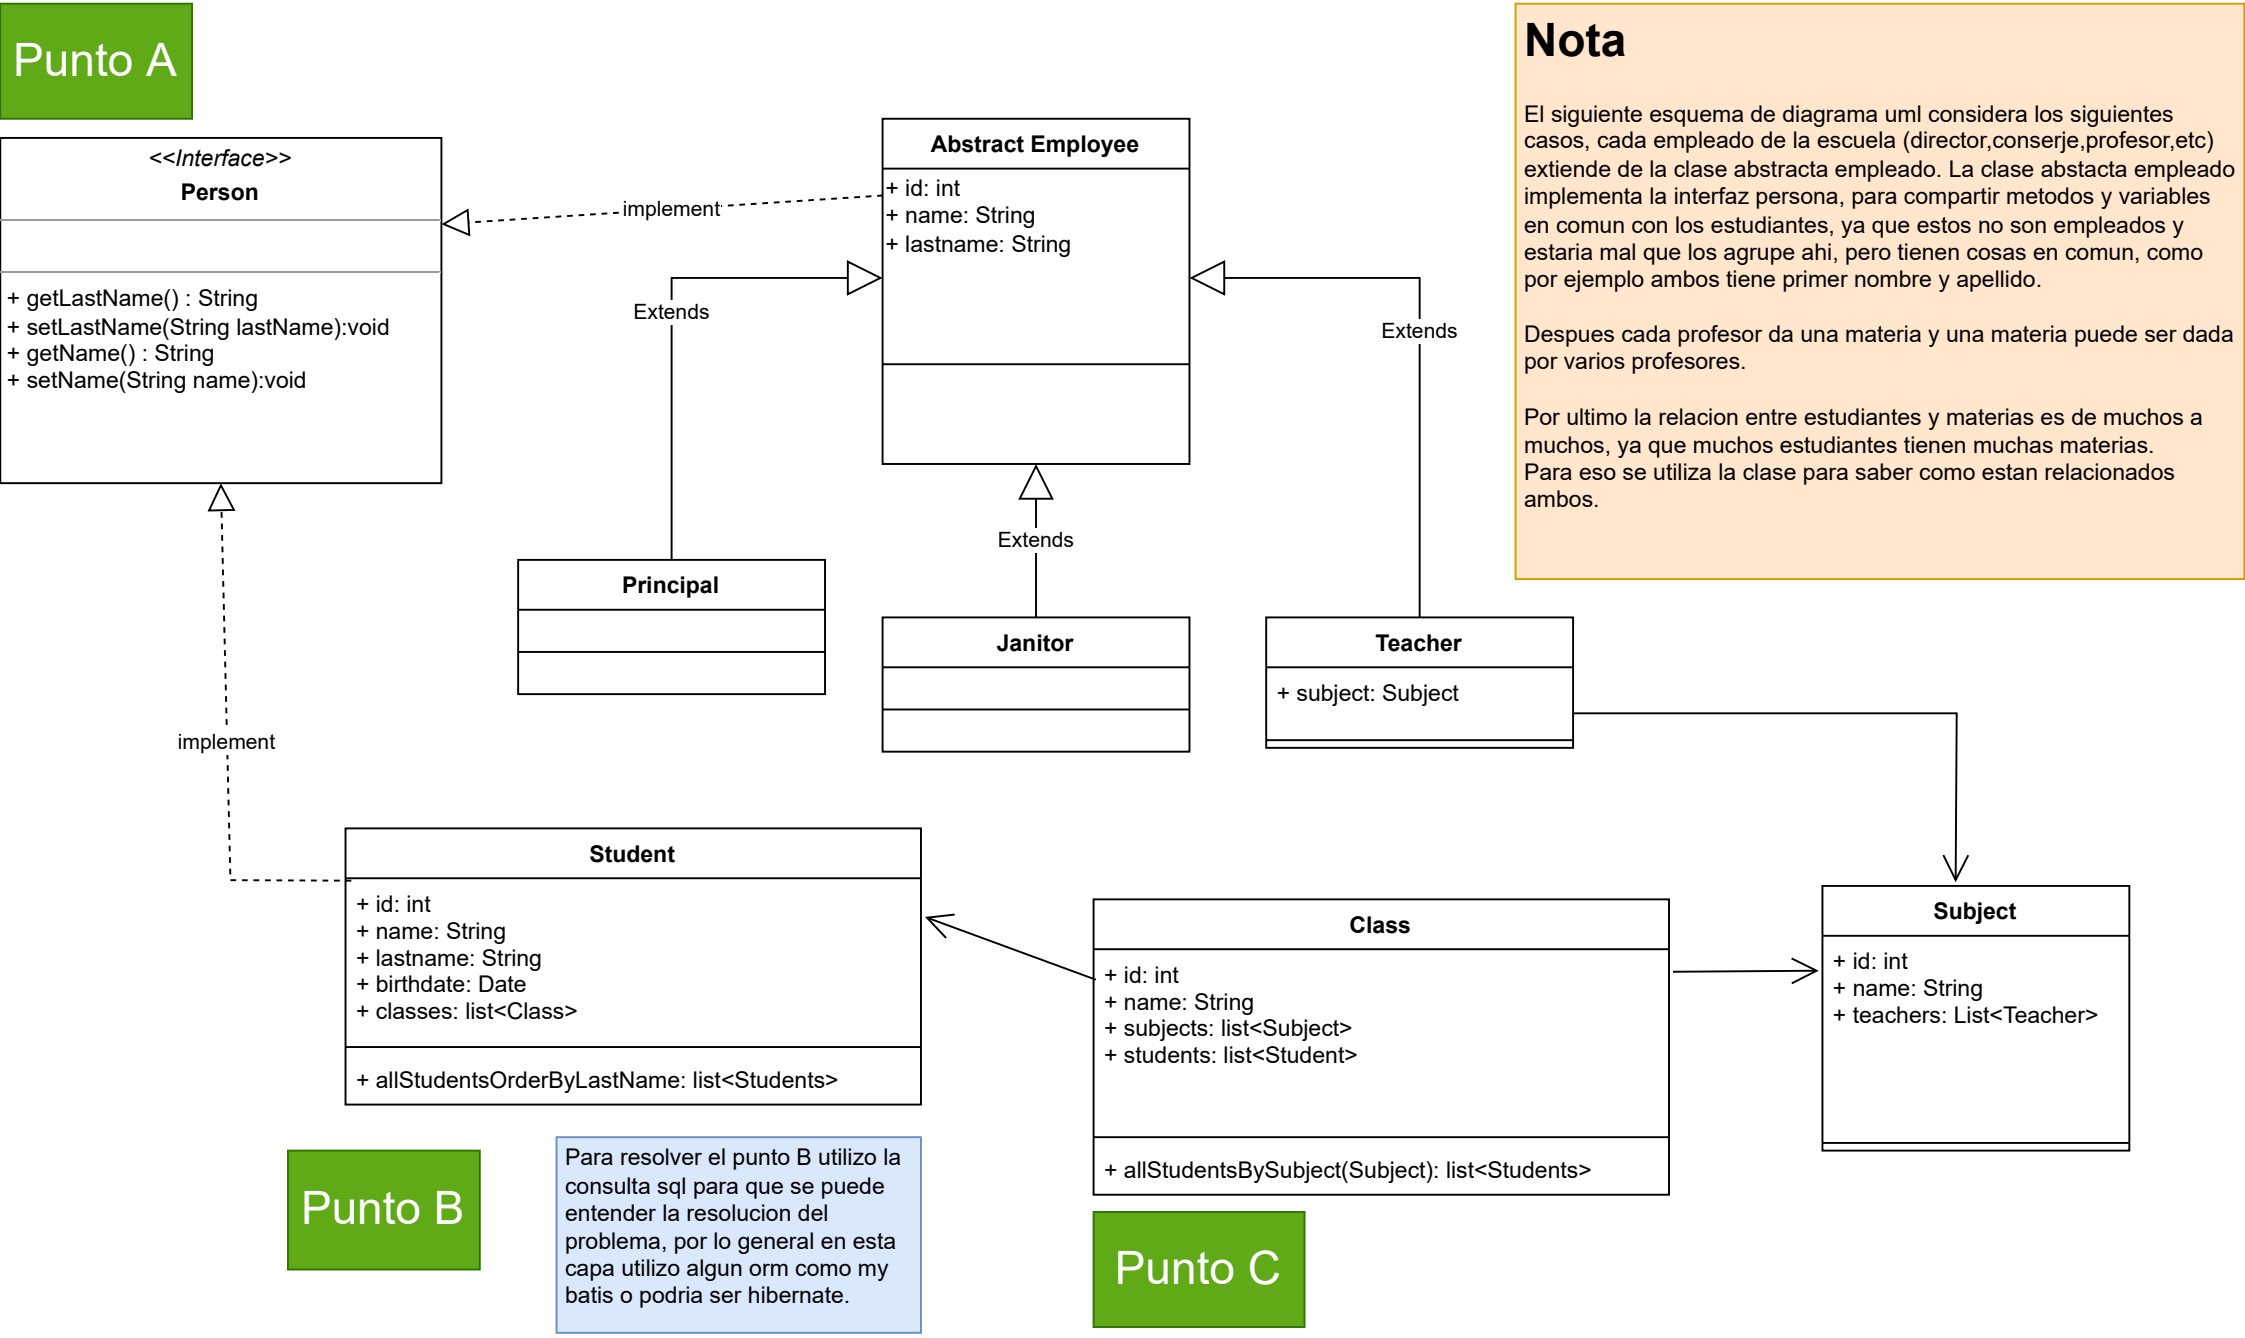 Punto A
<<Interface>>
Person
+ getLastName() : String
+ setLastName(String lastName):void
+ getName() : String
+ setName(String name):void
implement
Abstract Employee
+ id: int
+ name: String
+ lastname: String
Extends
Extends
Extends
Nota
El siguiente esquema de diagrama uml considera los siguientes
casos, cada empleado de la escuela (director,conserje,profesor,etc)
extiende de la clase abstracta empleado. La clase abstacta empleado
implementa la interfaz persona, para compartir metodos y variables
en comun con los estudiantes, ya que estos no son empleados y
estaria mal que los agrupe ahi, pero tienen cosas en comun, como
por ejemplo ambos tiene primer nombre y apellido.
Despues cada profesor da una materia y una materia puede ser dada
por varios profesores.
Por ultimo la relacion entre estudiantes y materias es de muchos a
muchos, ya que muchos estudiantes tienen muchas materias.
Para eso se utiliza la clase para saber como estan relacionados
ambos.
Principal
Janitor
Teacher
+ subject: Subject
implement
Student
+ id: int
+ name: String
+ lastname: String
+ birthdate: Date
+ classes: list<Class>
+ allStudentsOrderByLastName: list<Students>
Class
+ id: int
+ name: String
+ subjects: list<Subject>
+ students: list<Student>
+ allStudentsBySubject(Subject): list<Students>
Subject
+ id: int
+ name: String
+ teachers: List<Teacher>
Punto B
Para resolver el punto B utilizo la
consulta sql para que se puede
entender la resolucion del
problema, por lo general en esta
capa utilizo algun orm como my
batis o podria ser hibernate.
Punto C